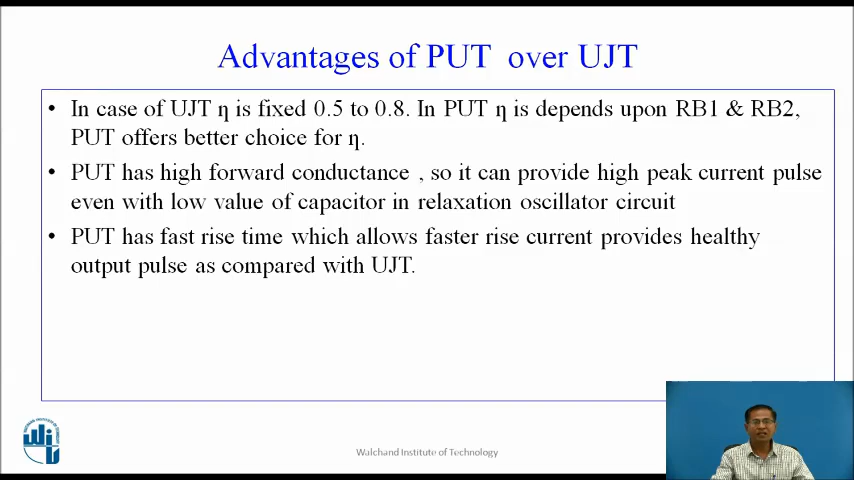 Advantages of PUT over UJT
• In case of UJT η is fixed 0.5 to 0.8. In PUT η is depends upon RB1 & RB2,
PUT offers better choice for η.
• PUT has high forward conductance , so it can provide high peak current pulse
even with low value of capacitor in relaxation oscillator circuit
• PUT has fast rise time which allows faster rise current provides healthy
output pulse as compared with UJT.
Walchand Institute of Technology